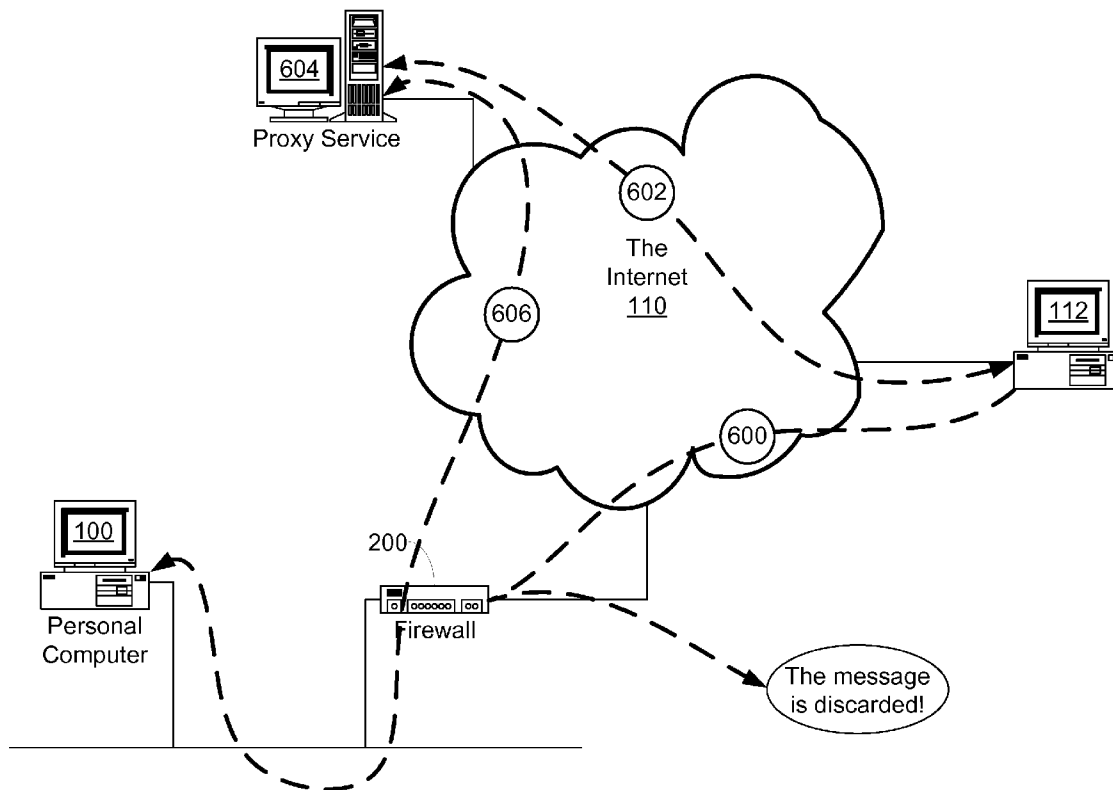 604
Proxy Service
602
The
Internet
110
606
112
600
200
100
Personal
Computer
Firewall
The message
is discarded!